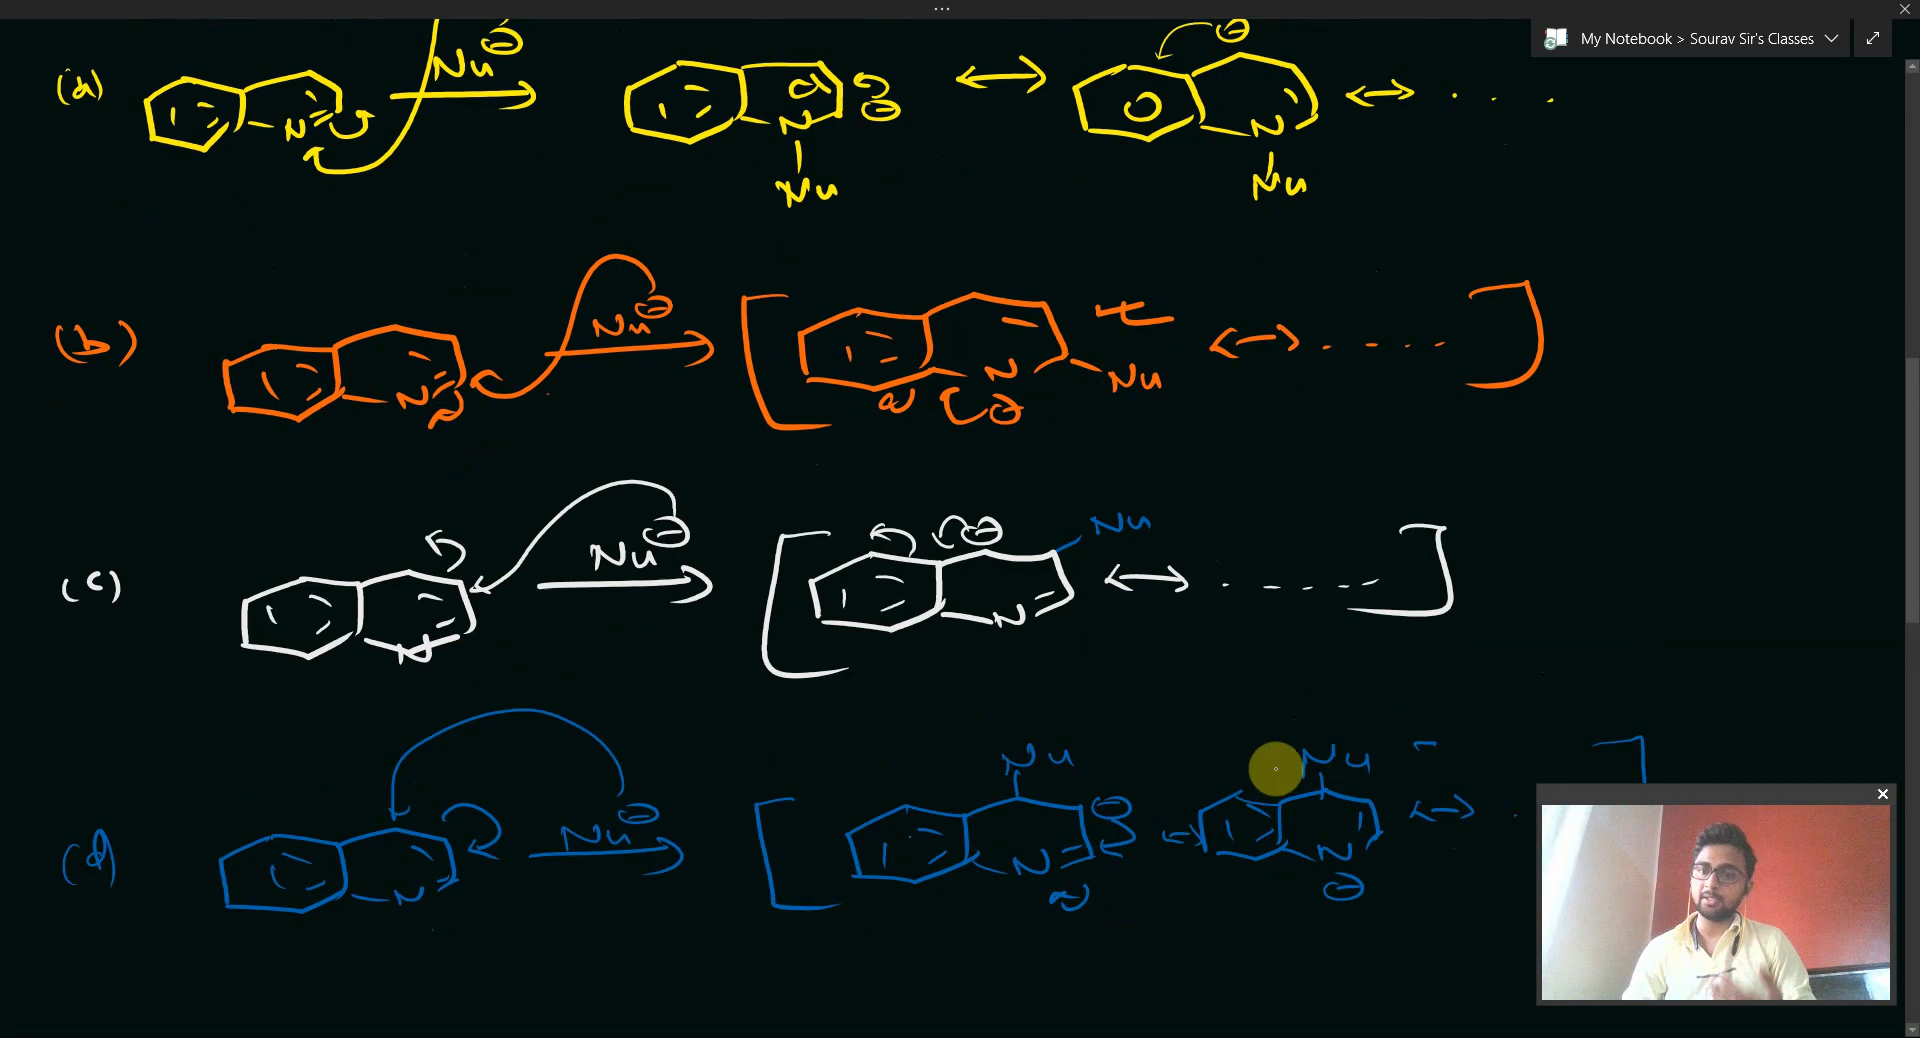 My Notebook > Sourav Sir's Classes
(a) N Nu⊖ N Nu ⊖ ⟷ ⊖ N Nu ⟷ . . .
(b) N Nu⊖ N ⊖ Nu ⟷ . - - - .
(c) N Nu⊖ ⊖ N Nu ⟷ . - - - -
(d) N Nu⊖ Nu ⊖ N ⟷ Nu N ⊖ ⟷ .